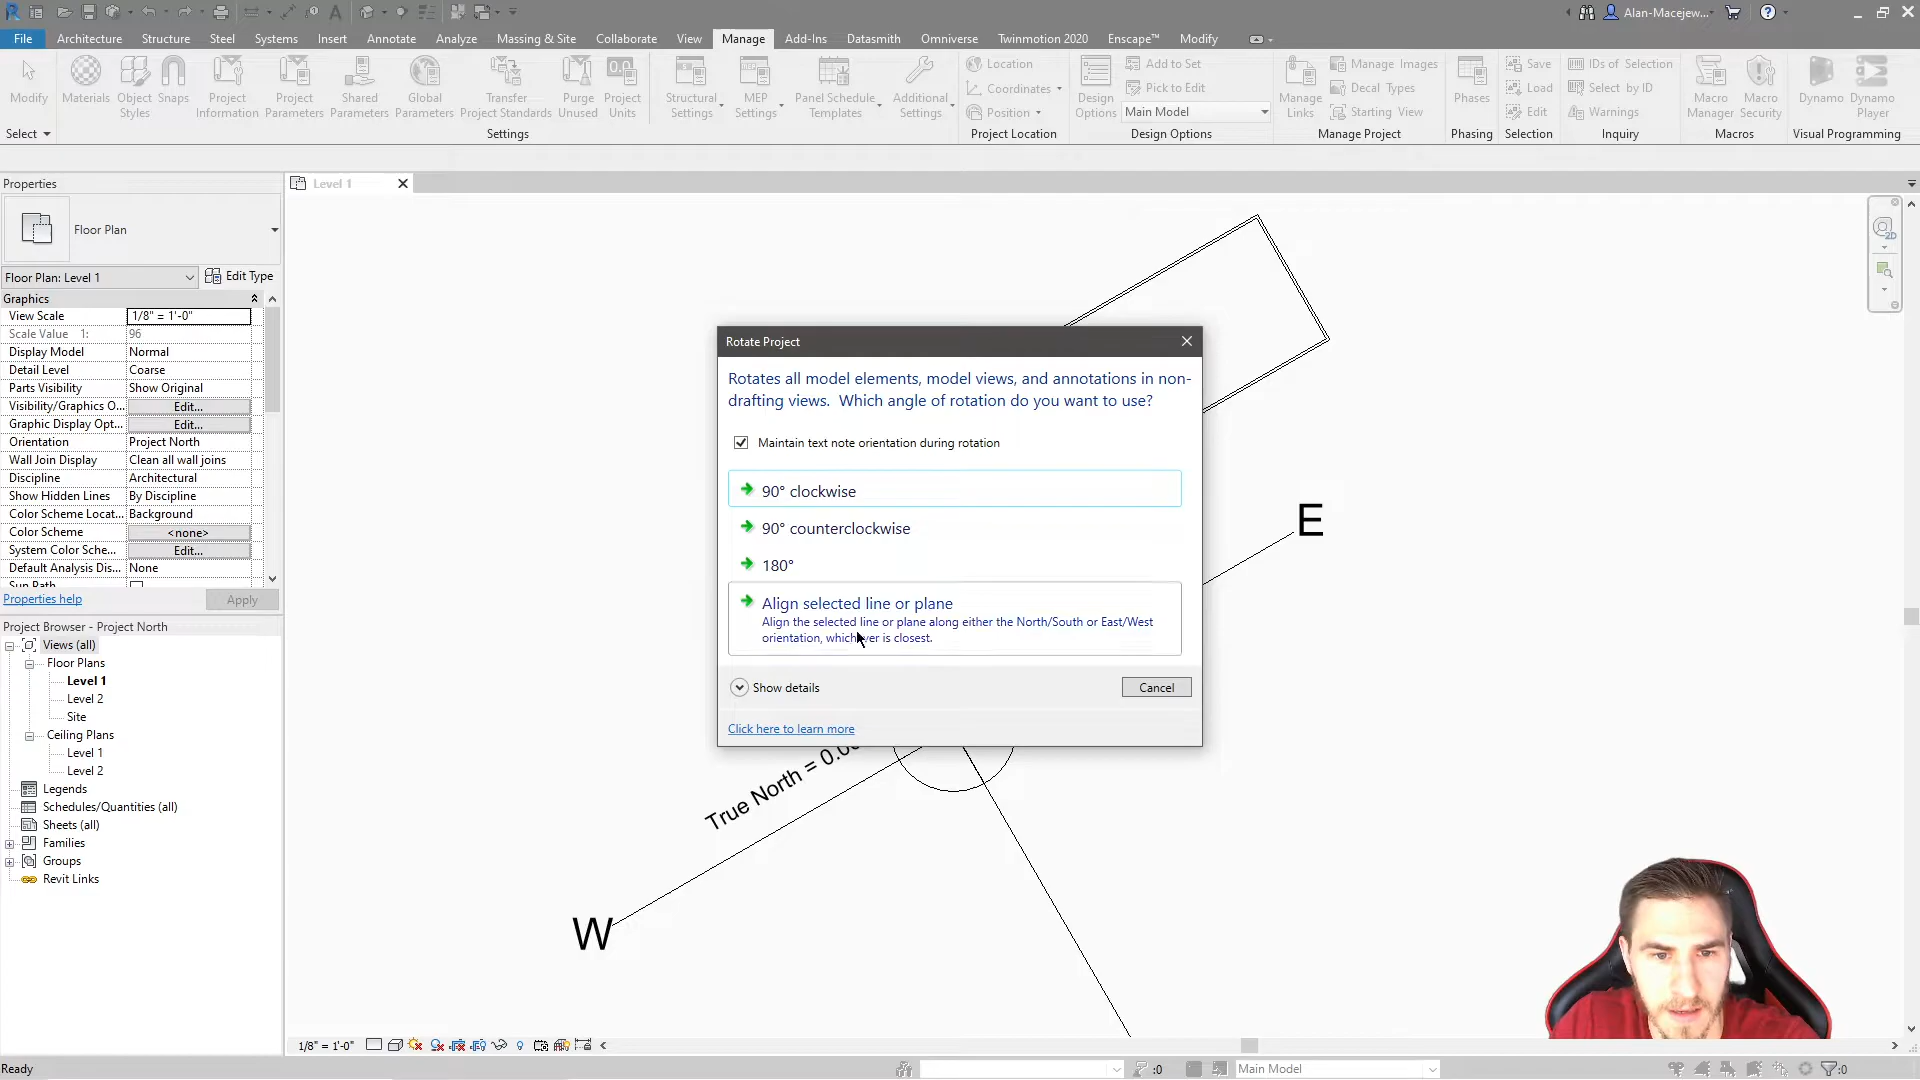 Alan-Macejew...
File
Architecture
Structure
Steel
Systems
Insert
Annotate
Analyze
Massing & Site
Collaborate
View
Manage
Add-Ins
Datasmith
Omniverse
Twinmotion 2020
Enscape™
Modify
Modify
Materials
Object Styles
Snaps
Project Information
Project Parameters
Shared Parameters
Global Parameters
Transfer Project Standards
Purge Unused
Project Units
Structural Settings
MEP Settings
Panel Schedule Templates
Additional Settings
Location
Coordinates
Position
Design Options
Add to Set
Pick to Edit
Main Model
Manage Links
Manage Images
Decal Types
Starting View
Phases
Save
Load
Edit
IDs of Selection
Select by ID
Warnings
Macro Manager
Macro Security
Dynamo
Dynamo Player
Select
Settings
Project Location
Design Options
Manage Project
Phasing
Selection
Inquiry
Macros
Visual Programming
Properties
Level 1
Floor Plan
Floor Plan: Level 1
Edit Type
Graphics
View Scale 1/8" = 1'-0"
Scale Value 1: 96
Display Model Normal
Detail Level Coarse
Parts Visibility Show Original
Visibility/Graphics O... Edit...
Graphic Display Opt... Edit...
Orientation Project North
Wall Join Display Clean all wall joins
Discipline Architectural
Show Hidden Lines By Discipline
Color Scheme Locat... Background
Color Scheme <none>
System Color Sche... Edit...
Default Analysis Dis... None
Sun Path
Properties help
Apply
Project Browser - Project North
Views (all)
Floor Plans
Level 1
Level 2
Site
Ceiling Plans
Level 1
Level 2
Legends
Schedules/Quantities (all)
Sheets (all)
Families
Groups
Revit Links
Rotate Project
Rotates all model elements, model views, and annotations in non-
drafting views. Which angle of rotation do you want to use?
Maintain text note orientation during rotation
90° clockwise
90° counterclockwise
180°
Align selected line or plane
Align the selected line or plane along either the North/South or East/West
orientation, whichever is closest.
Show details
Cancel
Click here to learn more
E
True North = 0.0
W
1/8" = 1'-0"
Ready
:0
Main Model
:0